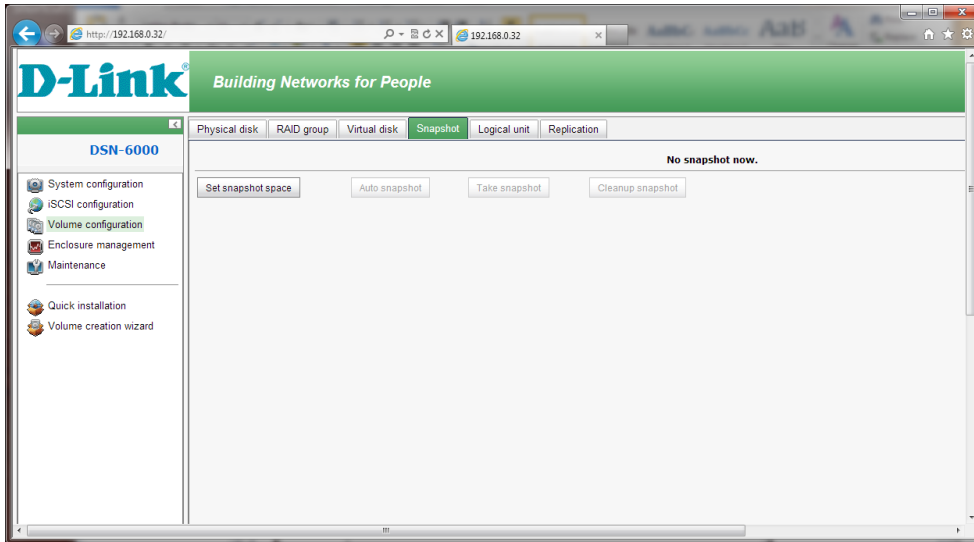 http://192.168.0.32/
192.168.0.32
D-Link®
Building Networks for People
DSN-6000
System configuration
iSCSI configuration
Volume configuration
Enclosure management
Maintenance
Quick installation
Volume creation wizard
Physical disk
RAID group
Virtual disk
Snapshot
Logical unit
Replication
No snapshot now.
Set snapshot space
Auto snapshot
Take snapshot
Cleanup snapshot